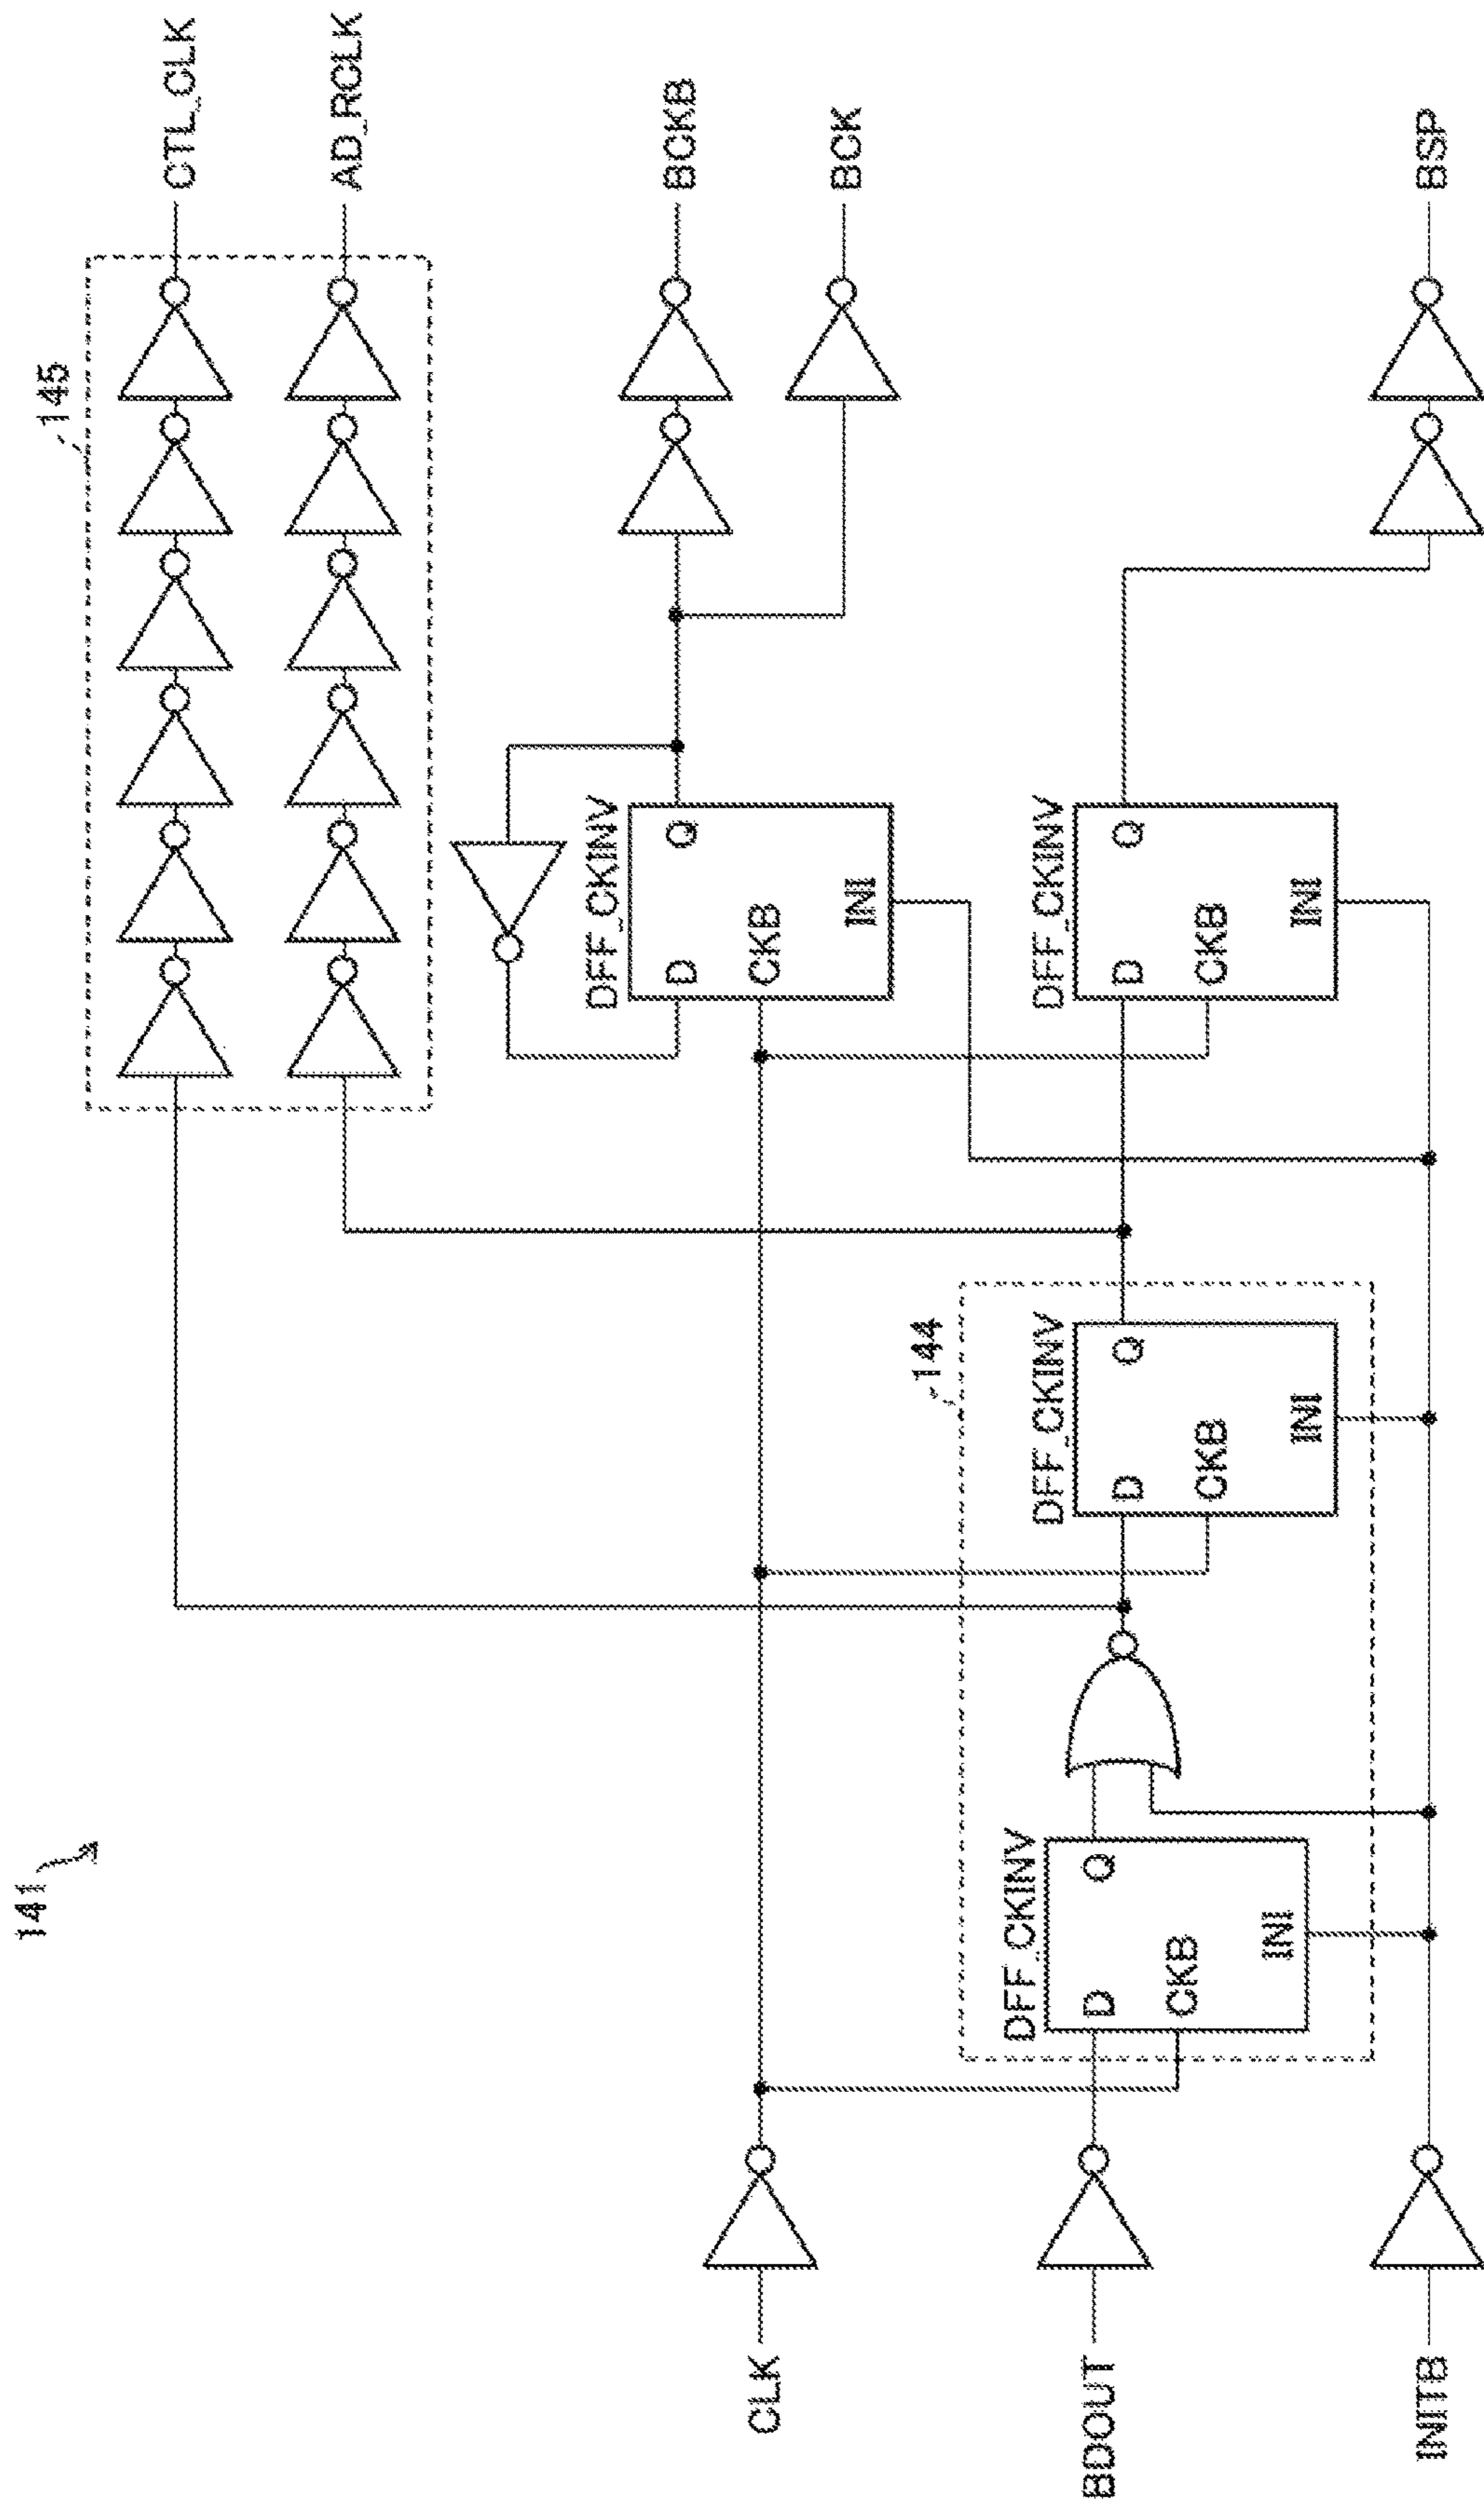 141
145
CTL_CLK
AD_RCLK
DFF_CKINV
D
Q
CKB
INI
BCKB
BCK
CLK
144
DFF_CKINV
D
Q
CKB
INI
DFF_CKINV
D
Q
CKB
INI
DFF_CKINV
D
Q
CKB
INI
BDOUT
INITB
BSP